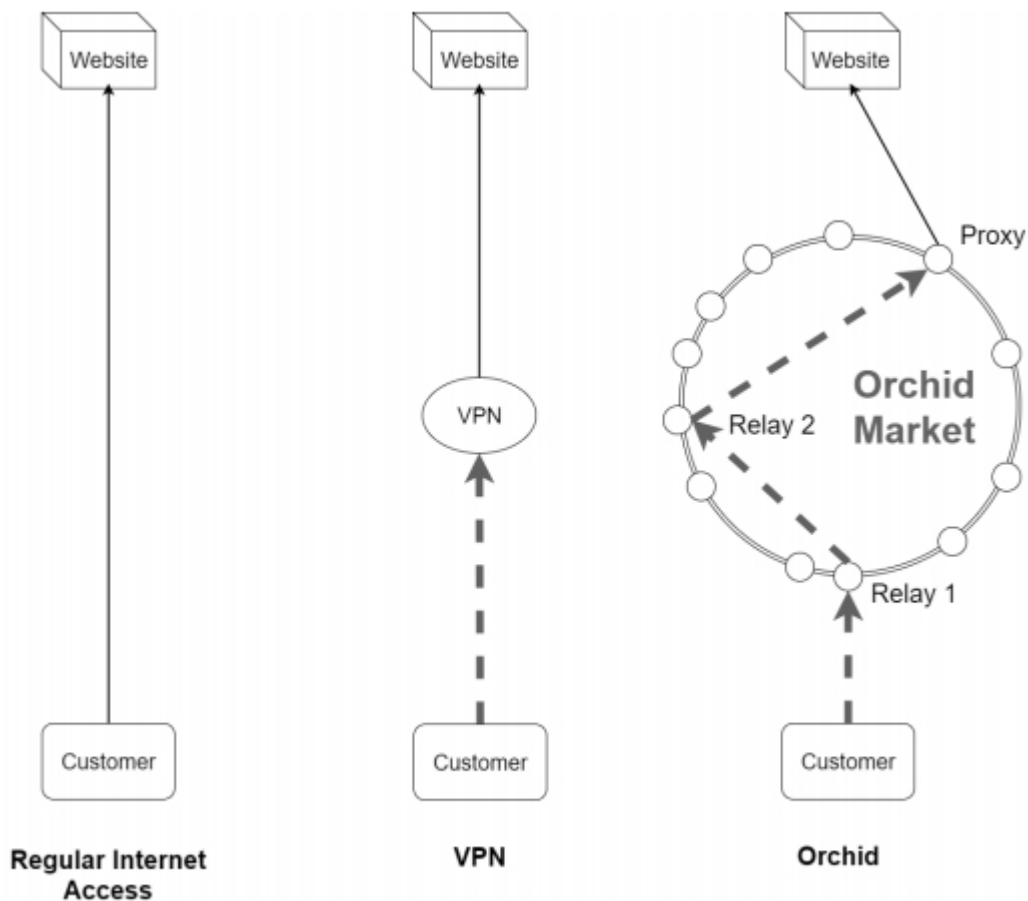 Website
Website
Website
Proxy
Orchid
Market
VPN
Relay 2
Relay 1
Customer
Customer
Customer
Regular Internet
Access
VPN
Orchid